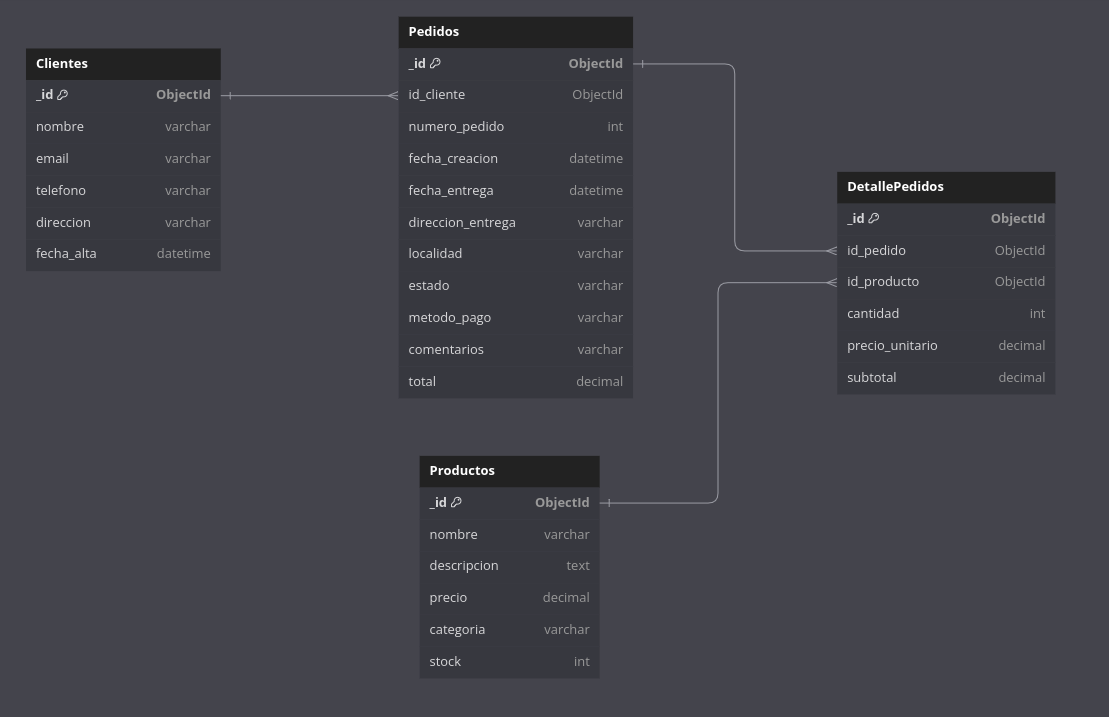 Clientes
_id ObjectId
nombre varchar
email varchar
telefono varchar
direccion varchar
fecha_alta datetime
Pedidos
_id ObjectId
id_cliente ObjectId
numero_pedido int
fecha_creacion datetime
fecha_entrega datetime
direccion_entrega varchar
localidad varchar
estado varchar
metodo_pago varchar
comentarios varchar
total decimal
DetallePedidos
_id ObjectId
id_pedido ObjectId
id_producto ObjectId
cantidad int
precio_unitario decimal
subtotal decimal
Productos
_id ObjectId
nombre varchar
descripcion text
precio decimal
categoria varchar
stock int